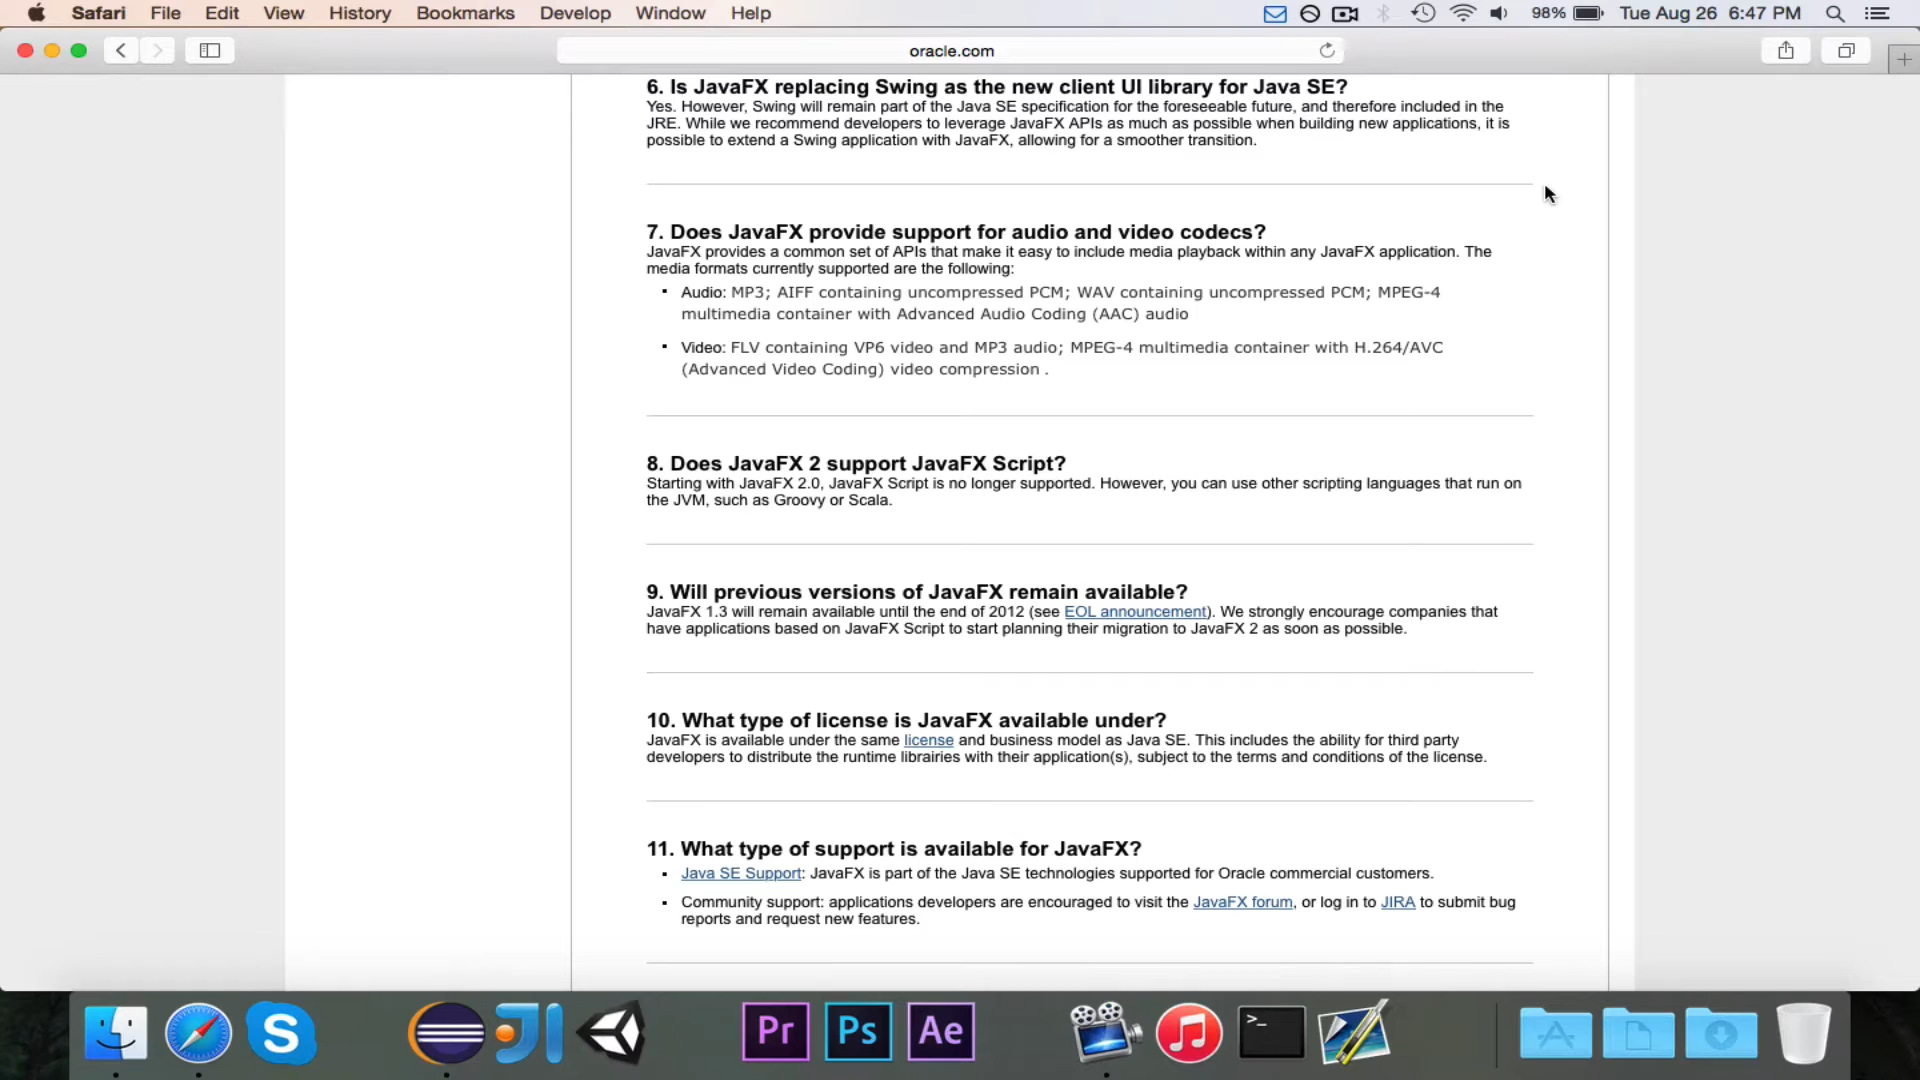 Safari File Edit View History Bookmarks Develop Window Help 98% Tue Aug 26 6:47 PM
oracle.com
6. Is JavaFX replacing Swing as the new client UI library for Java SE?
Yes. However, Swing will remain part of the Java SE specification for the foreseeable future, and therefore included in the
JRE. While we recommend developers to leverage JavaFX APIs as much as possible when building new applications, it is
possible to extend a Swing application with JavaFX, allowing for a smoother transition.
7. Does JavaFX provide support for audio and video codecs?
JavaFX provides a common set of APIs that make it easy to include media playback within any JavaFX application. The
media formats currently supported are the following:
▪ Audio: MP3; AIFF containing uncompressed PCM; WAV containing uncompressed PCM; MPEG-4
multimedia container with Advanced Audio Coding (AAC) audio
▪ Video: FLV containing VP6 video and MP3 audio; MPEG-4 multimedia container with H.264/AVC
(Advanced Video Coding) video compression .
8. Does JavaFX 2 support JavaFX Script?
Starting with JavaFX 2.0, JavaFX Script is no longer supported. However, you can use other scripting languages that run on
the JVM, such as Groovy or Scala.
9. Will previous versions of JavaFX remain available?
JavaFX 1.3 will remain available until the end of 2012 (see EOL announcement). We strongly encourage companies that
have applications based on JavaFX Script to start planning their migration to JavaFX 2 as soon as possible.
10. What type of license is JavaFX available under?
JavaFX is available under the same license and business model as Java SE. This includes the ability for third party
developers to distribute the runtime librairies with their application(s), subject to the terms and conditions of the license.
11. What type of support is available for JavaFX?
▪ Java SE Support: JavaFX is part of the Java SE technologies supported for Oracle commercial customers.
▪ Community support: applications developers are encouraged to visit the JavaFX forum, or log in to JIRA to submit bug
reports and request new features.
S JI Pr Ps Ae >_